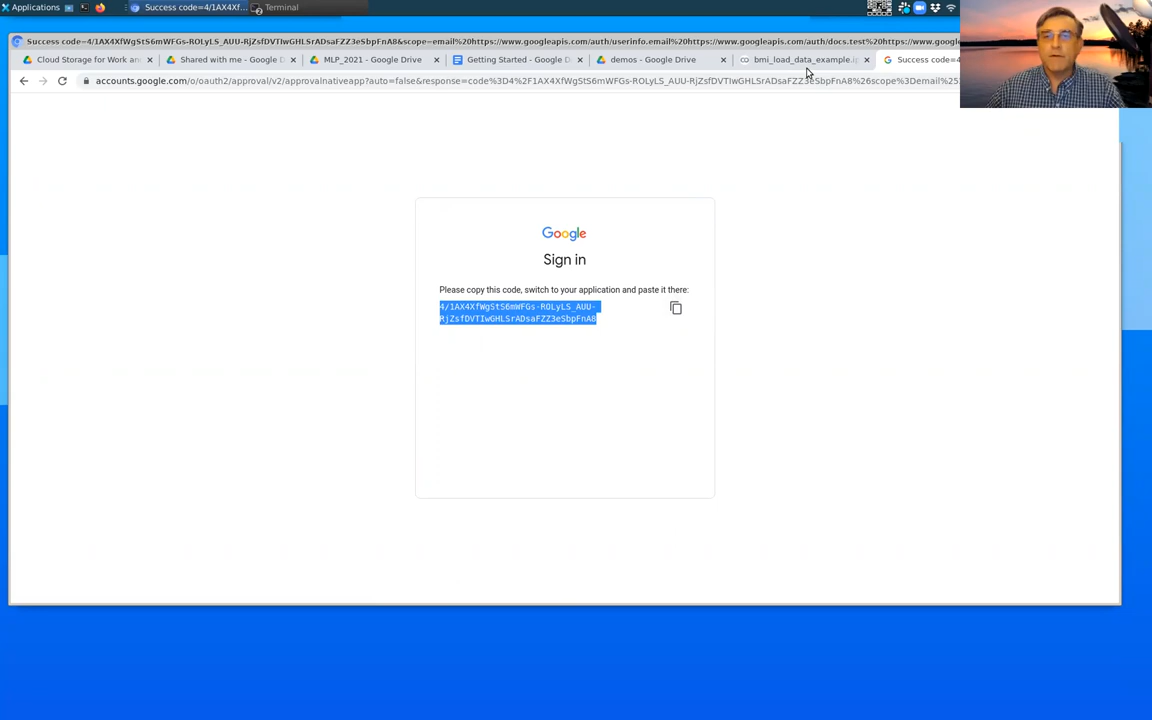 Applications
Success code=4/1AX4Xf...
Terminal
Success code=4/1AX4XfWgStS6mWFGs-ROLyLS_AUU-RjZsfDVTIwGHLSrADsaFZZ3eSbpFnA8&scope=email%20https://www.googleapis.com/auth/userinfo.email%20https://www.googleapis.com/auth/docs.test%20https://www.goog
Cloud Storage for Work an
Shared with me - Google D
MLP_2021 - Google Drive
Getting Started - Google D
demos - Google Drive
bmi_load_data_example.i
Success code=4
accounts.google.com/o/oauth2/approval/v2/approvalnativeapp?auto=false&response=code%3D4%2F1AX4XfWgStS6mWFGs-ROLyLS_AUU-RjZsfDVTIwGHLSrADsaFZZ3eSbpFnA8%26scope%3Demail%25
Google
Sign in
Please copy this code, switch to your application and paste it there:
4/1AX4XfWgStS6mWFGs-ROLyLS_AUU-
RjZsfDVTIwGHLSrADsaFZZ3eSbpFnA8